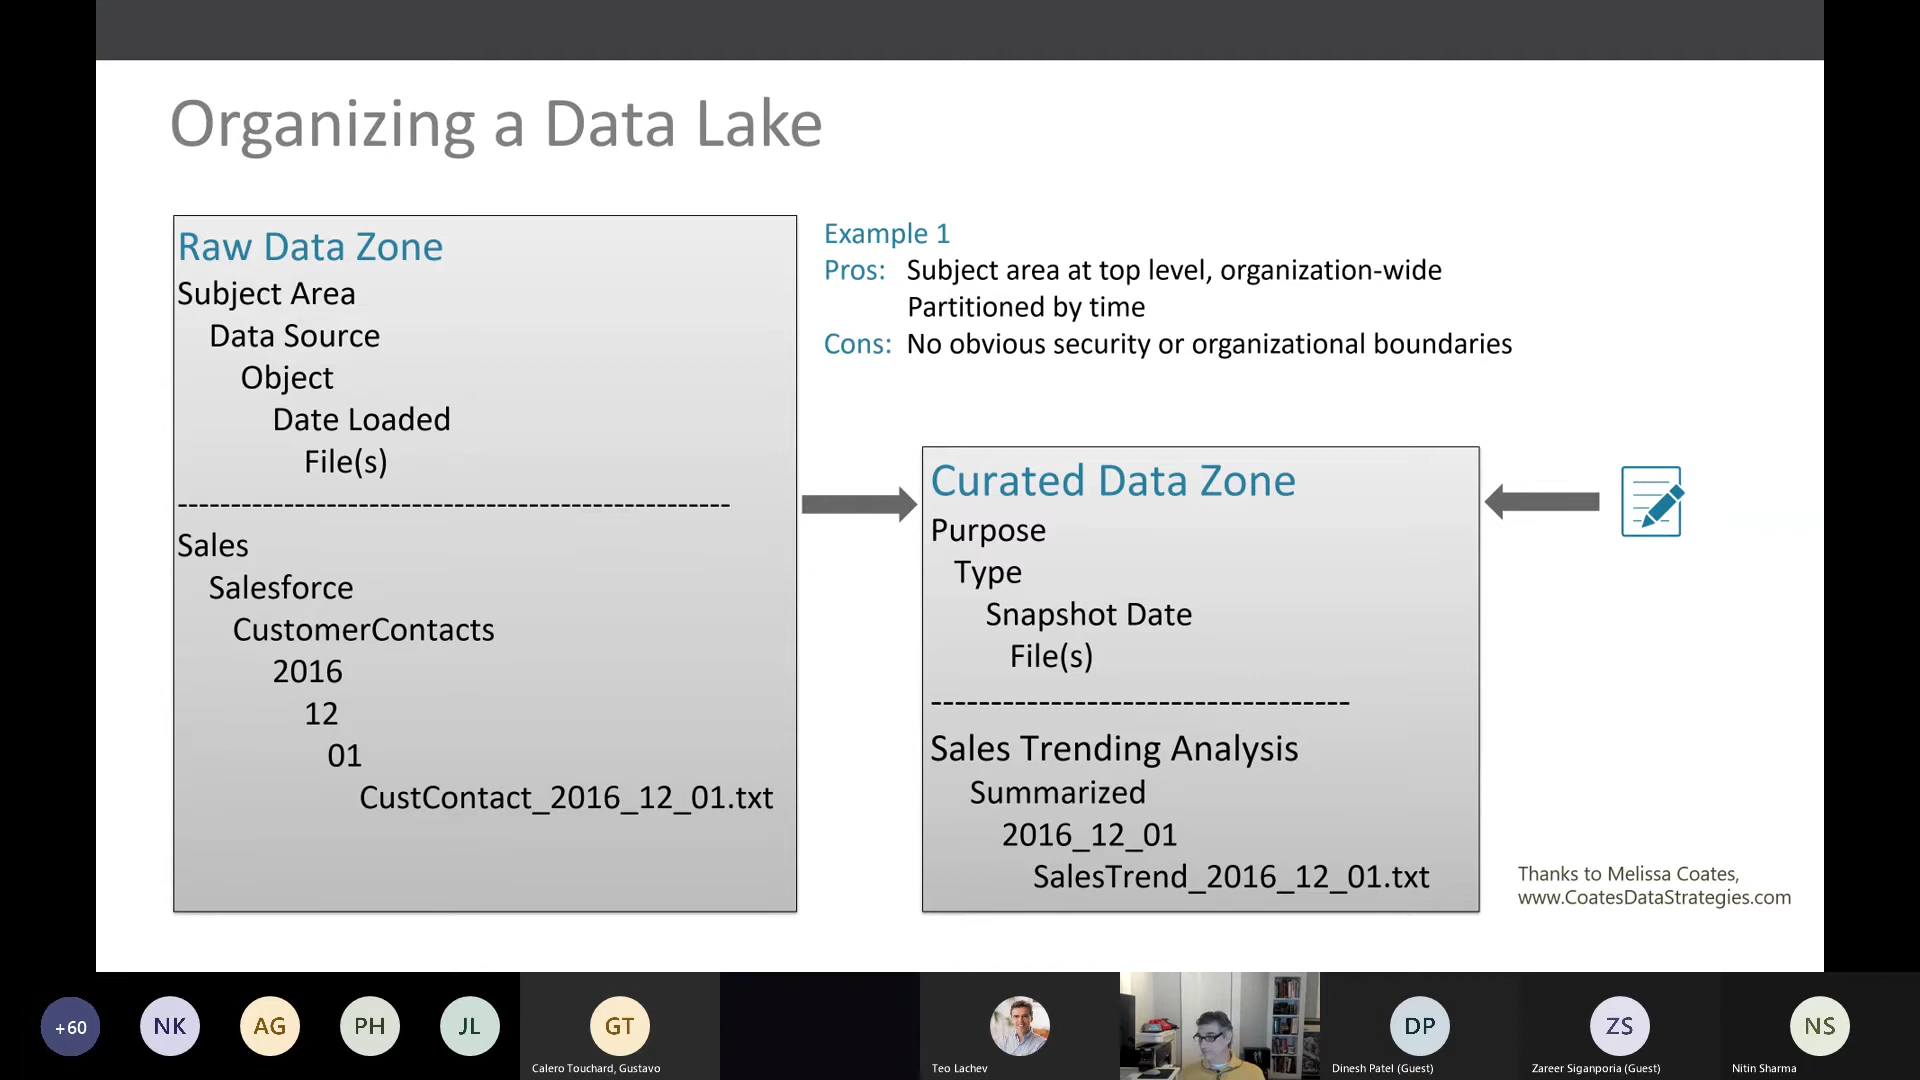 Organizing a Data Lake
Raw Data Zone
Subject Area
Data Source
Object
Date Loaded
File(s)
----------------------------------------------------
Sales
Salesforce
CustomerContacts
2016
12
01
CustContact_2016_12_01.txt
Example 1
Pros: Subject area at top level, organization-wide
Partitioned by time
Cons: No obvious security or organizational boundaries
Curated Data Zone
Purpose
Type
Snapshot Date
File(s)
-----------------------------------
Sales Trending Analysis
Summarized
2016_12_01
SalesTrend_2016_12_01.txt
Thanks to Melissa Coates,
www.CoatesDataStrategies.com
+60
NK
AG
PH
JL
GT
Calero Touchard, Gustavo
Teo Lachev
DP
Dinesh Patel (Guest)
ZS
Zareer Siganporia (Guest)
NS
Nitin Sharma